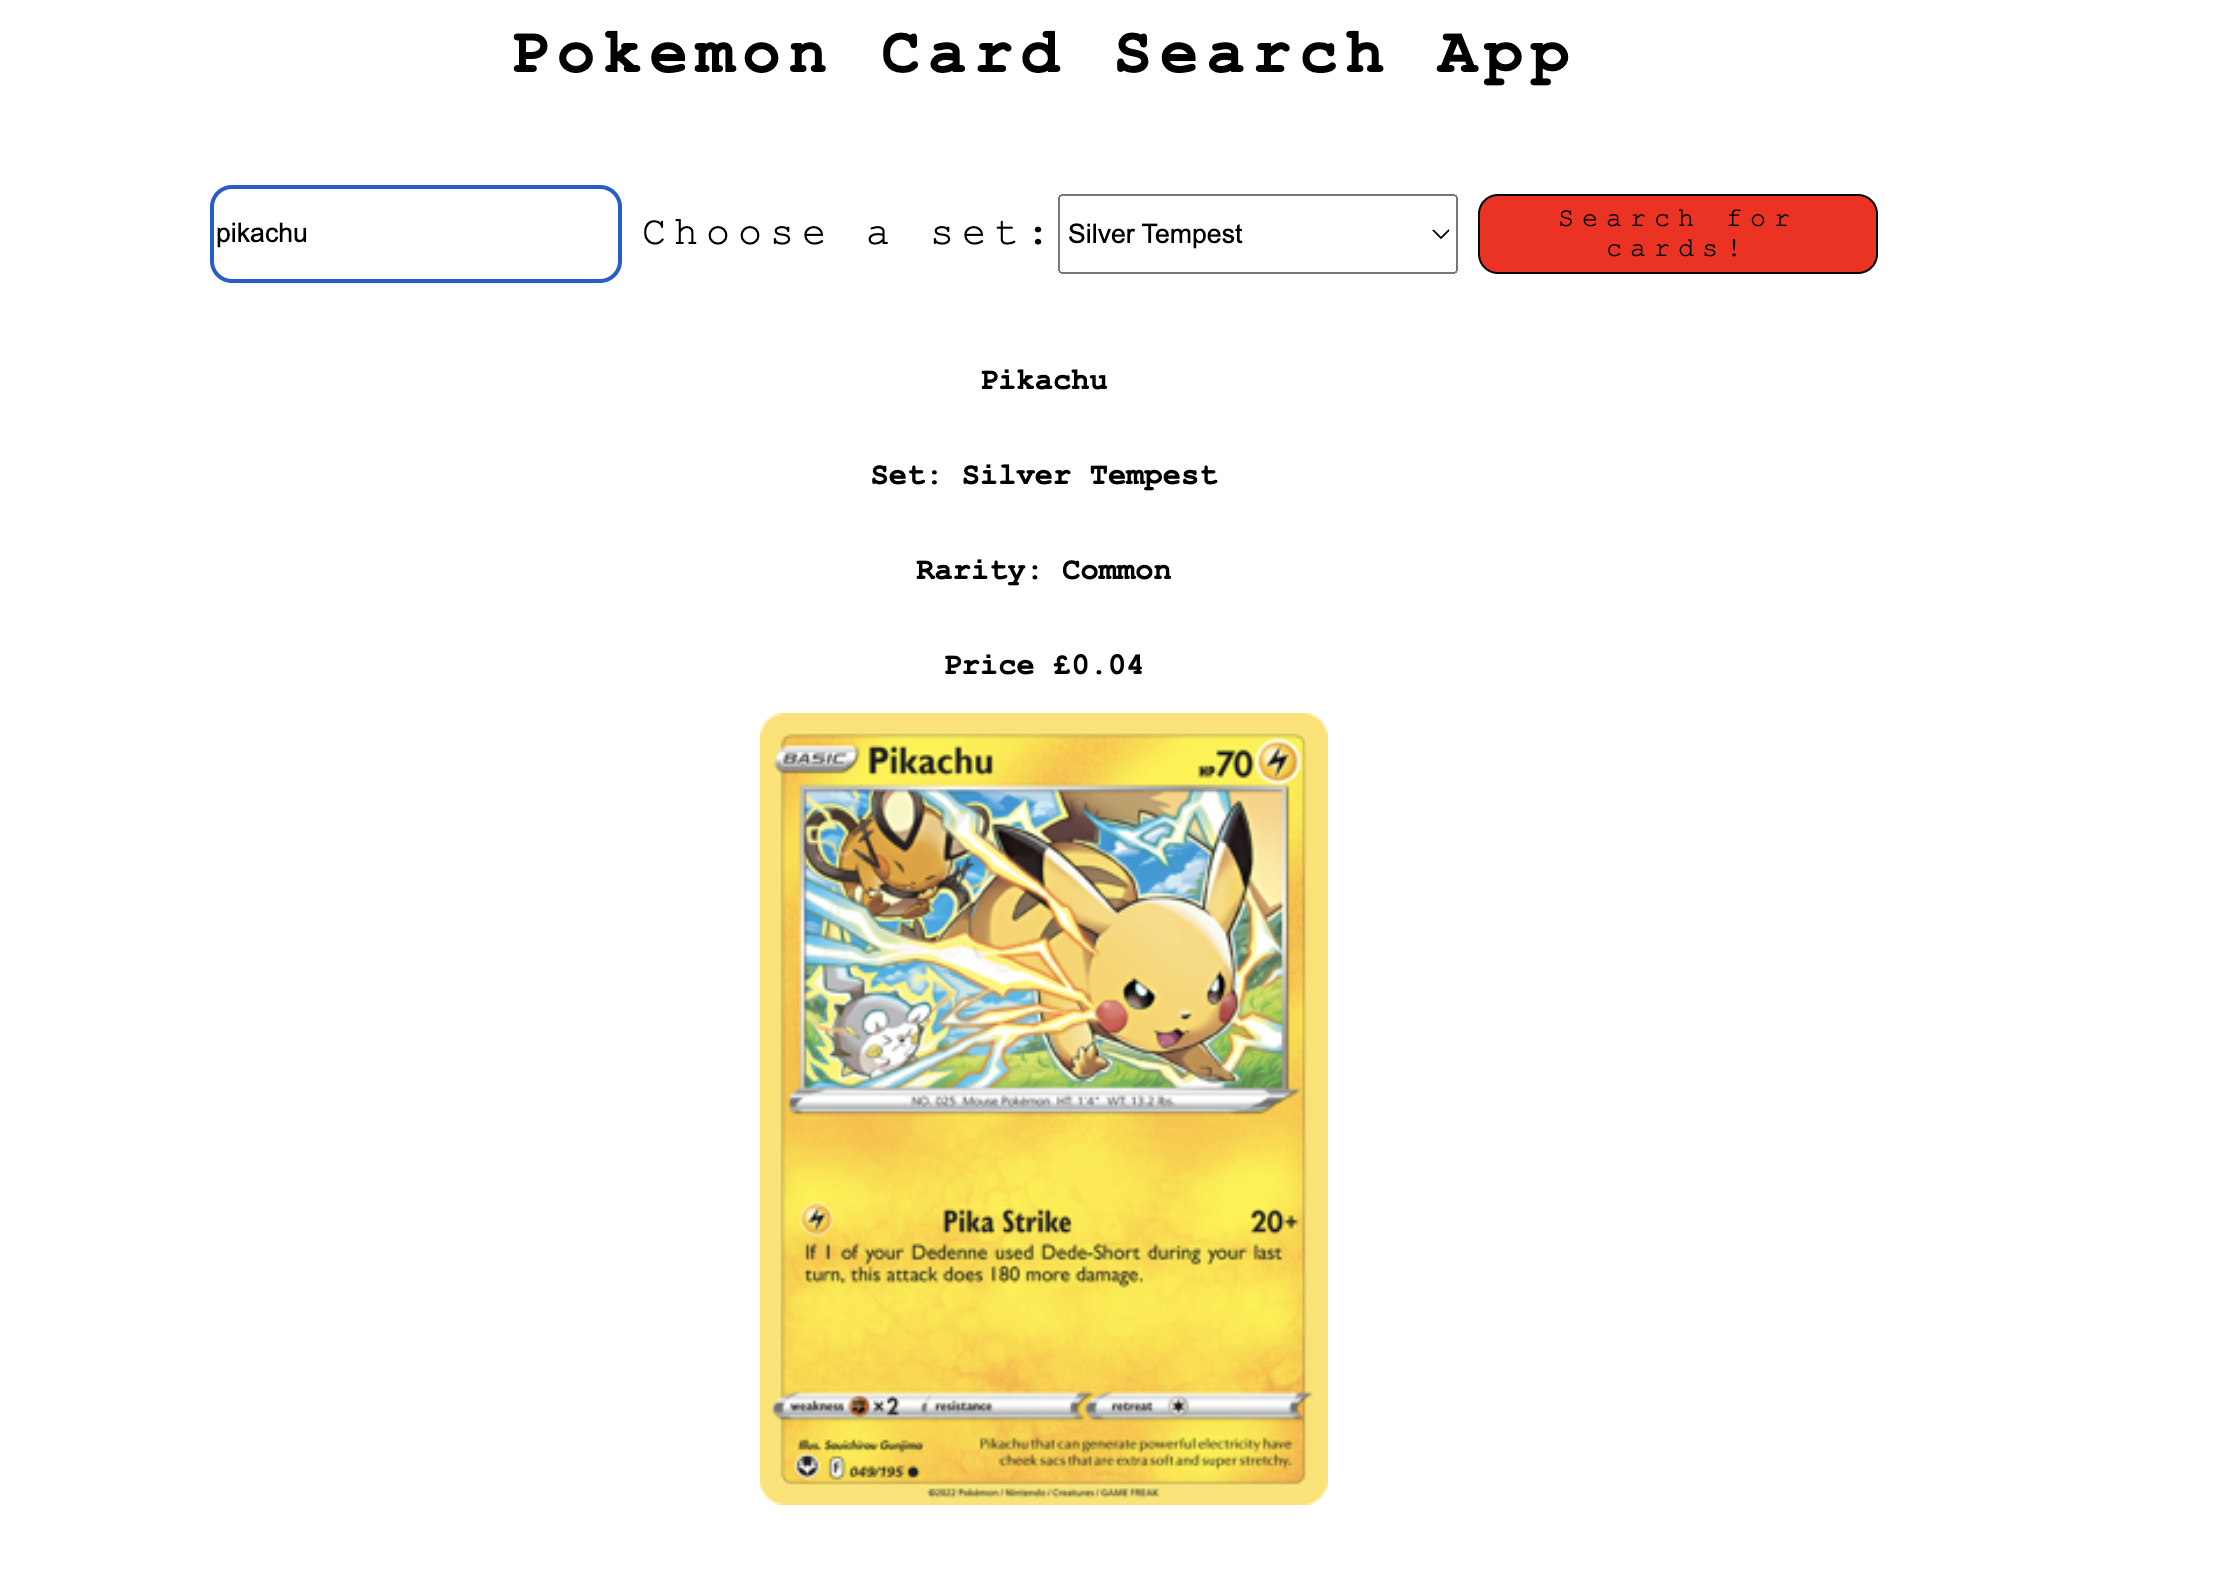 Pokemon Card Search App
pikachu
Choose a set:
Silver Tempest
Search for
cards!
Pikachu
Set: Silver Tempest
Rarity: Common
Price £0.04
BASIC Pikachu HP70
NO. 025 Mouse Pokémon HT: 1'4" WT: 13.2 lbs.
Pika Strike 20+
If 1 of your Dedenne used Dede-Short during your last
turn, this attack does 180 more damage.
weakness ×2 resistance retreat
Illus. Souichirou Gunjima
Pikachu that can generate powerful electricity have
cheek sacs that are extra soft and super stretchy.
F 049/195
©2022 Pokémon / Nintendo / Creatures / GAME FREAK